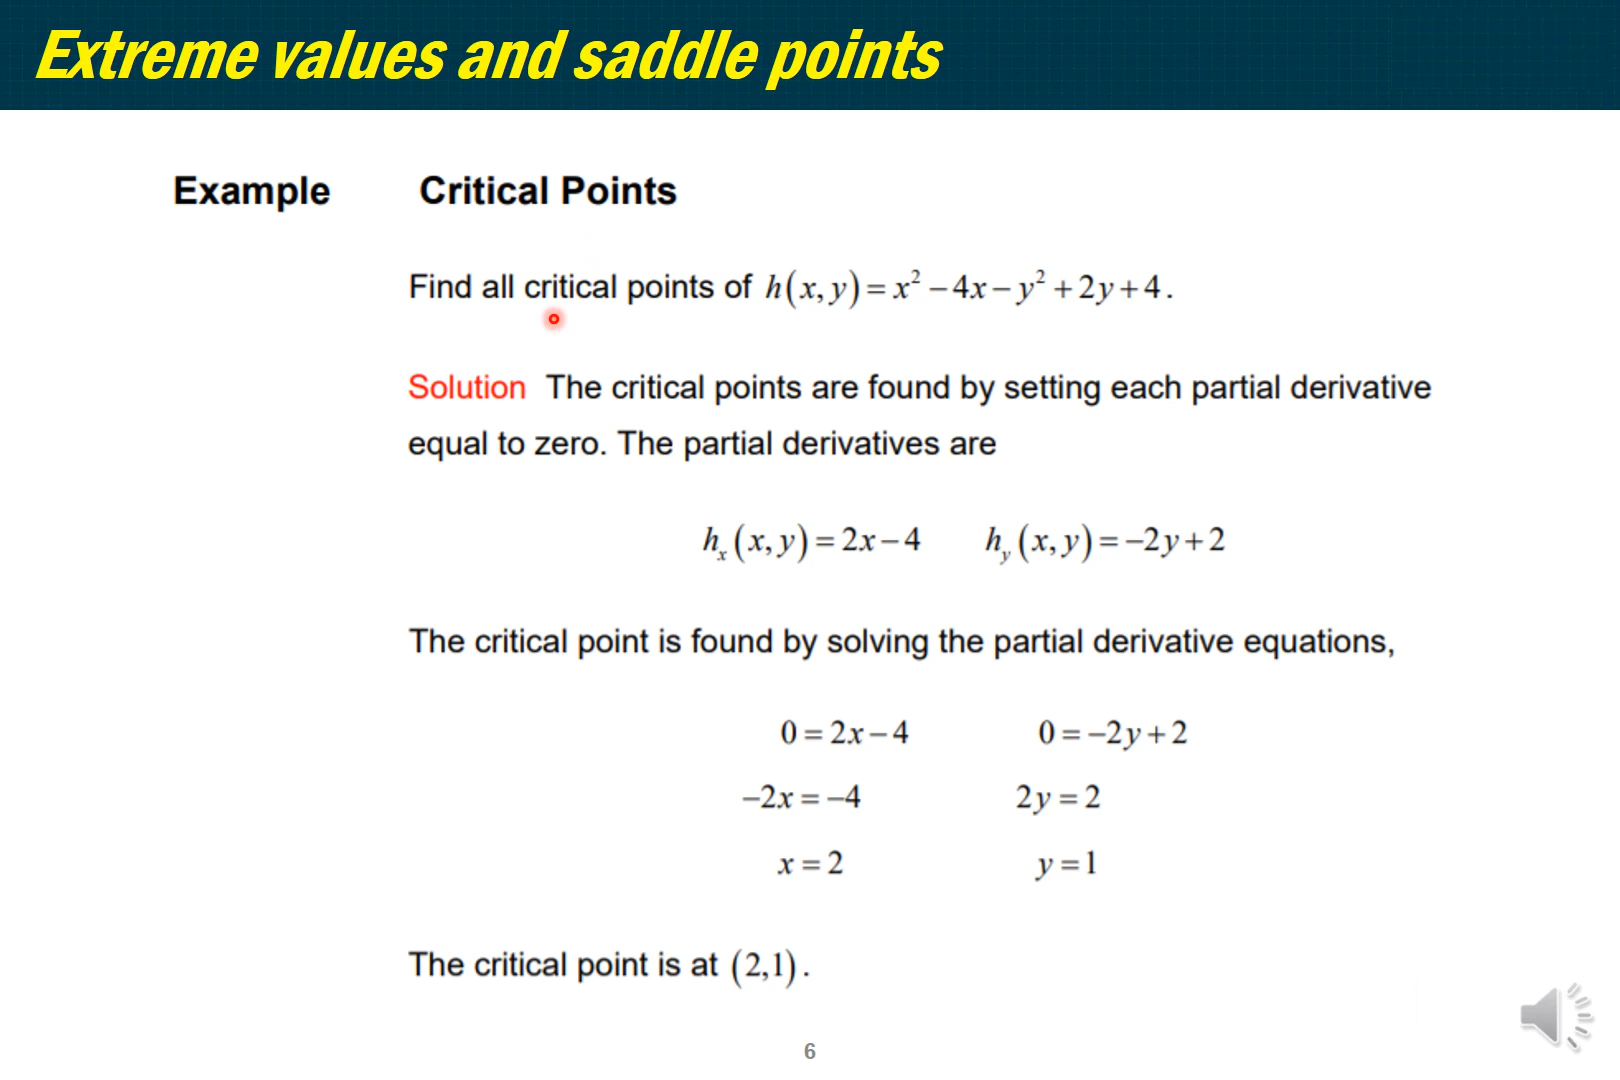 Extreme values and saddle points
Example Critical Points
Find all critical points of h(x, y) = x² − 4x − y² + 2y + 4.
Solution The critical points are found by setting each partial derivative
equal to zero. The partial derivatives are
hₓ(x, y) = 2x − 4 h_y(x, y) = −2y + 2
The critical point is found by solving the partial derivative equations,
0 = 2x − 4 0 = −2y + 2
−2x = −4 2y = 2
x = 2 y = 1
The critical point is at (2,1).
6